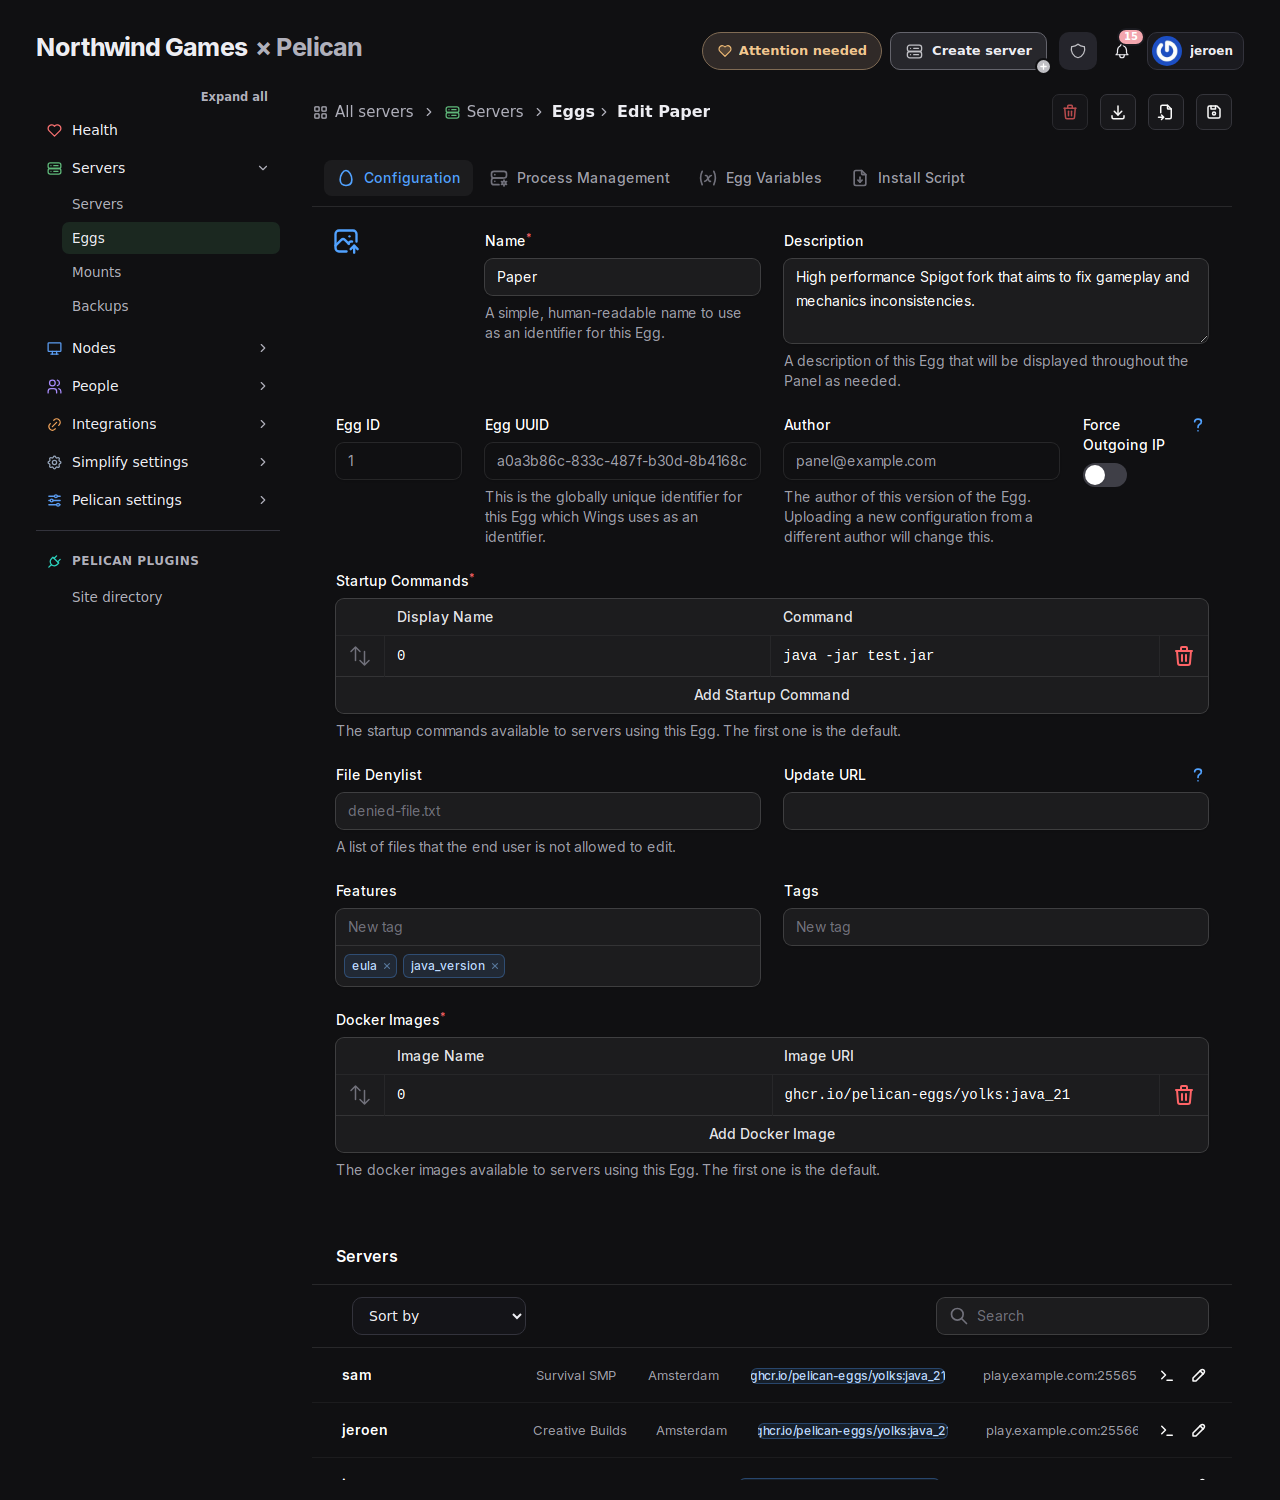 Northwind Games × Pelican
Attention needed
Create server
15
jeroen
Expand all
Health
Servers
Servers
Eggs
Mounts
Backups
Nodes
People
Integrations
Simplify settings
Pelican settings
PELICAN PLUGINS
Site directory
All servers > Servers > Eggs > Edit Paper
Configuration
Process Management
Egg Variables
Install Script
Name*
Paper
A simple, human-readable name to use
as an identifier for this Egg.
Description
High performance Spigot fork that aims to fix gameplay and
mechanics inconsistencies.
A description of this Egg that will be displayed throughout the
Panel as needed.
Egg ID
1
Egg UUID
a0a3b86c-833c-487f-b30d-8b4168c
This is the globally unique identifier for
this Egg which Wings uses as an
identifier.
Author
panel@example.com
The author of this version of the Egg.
Uploading a new configuration from a
different author will change this.
Force
Outgoing IP
?
Startup Commands*
Display Name Command
0 java -jar test.jar
Add Startup Command
The startup commands available to servers using this Egg. The first one is the default.
File Denylist
denied-file.txt
A list of files that the end user is not allowed to edit.
Update URL
?
Features
New tag
eula ×
java_version ×
Tags
New tag
Docker Images*
Image Name Image URI
0 ghcr.io/pelican-eggs/yolks:java_21
Add Docker Image
The docker images available to servers using this Egg. The first one is the default.
Servers
Sort by
Search
sam Survival SMP Amsterdam ghcr.io/pelican-eggs/yolks:java_21 play.example.com:25565
jeroen Creative Builds Amsterdam ghcr.io/pelican-eggs/yolks:java_21 play.example.com:25566